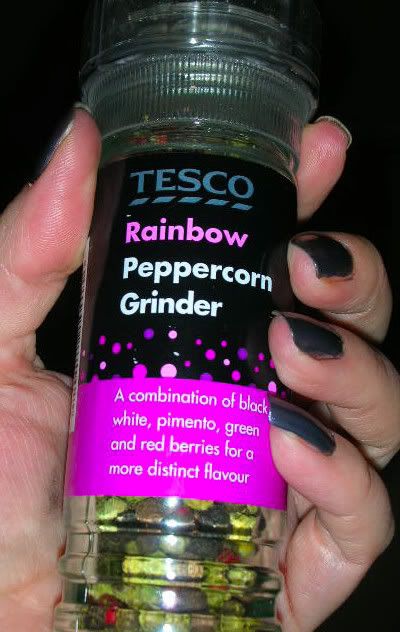 TESCO
Rainbow
Peppercorn
Grinder
A combination of black,
white, pimento, green
and red berries for a
more distinct flavour